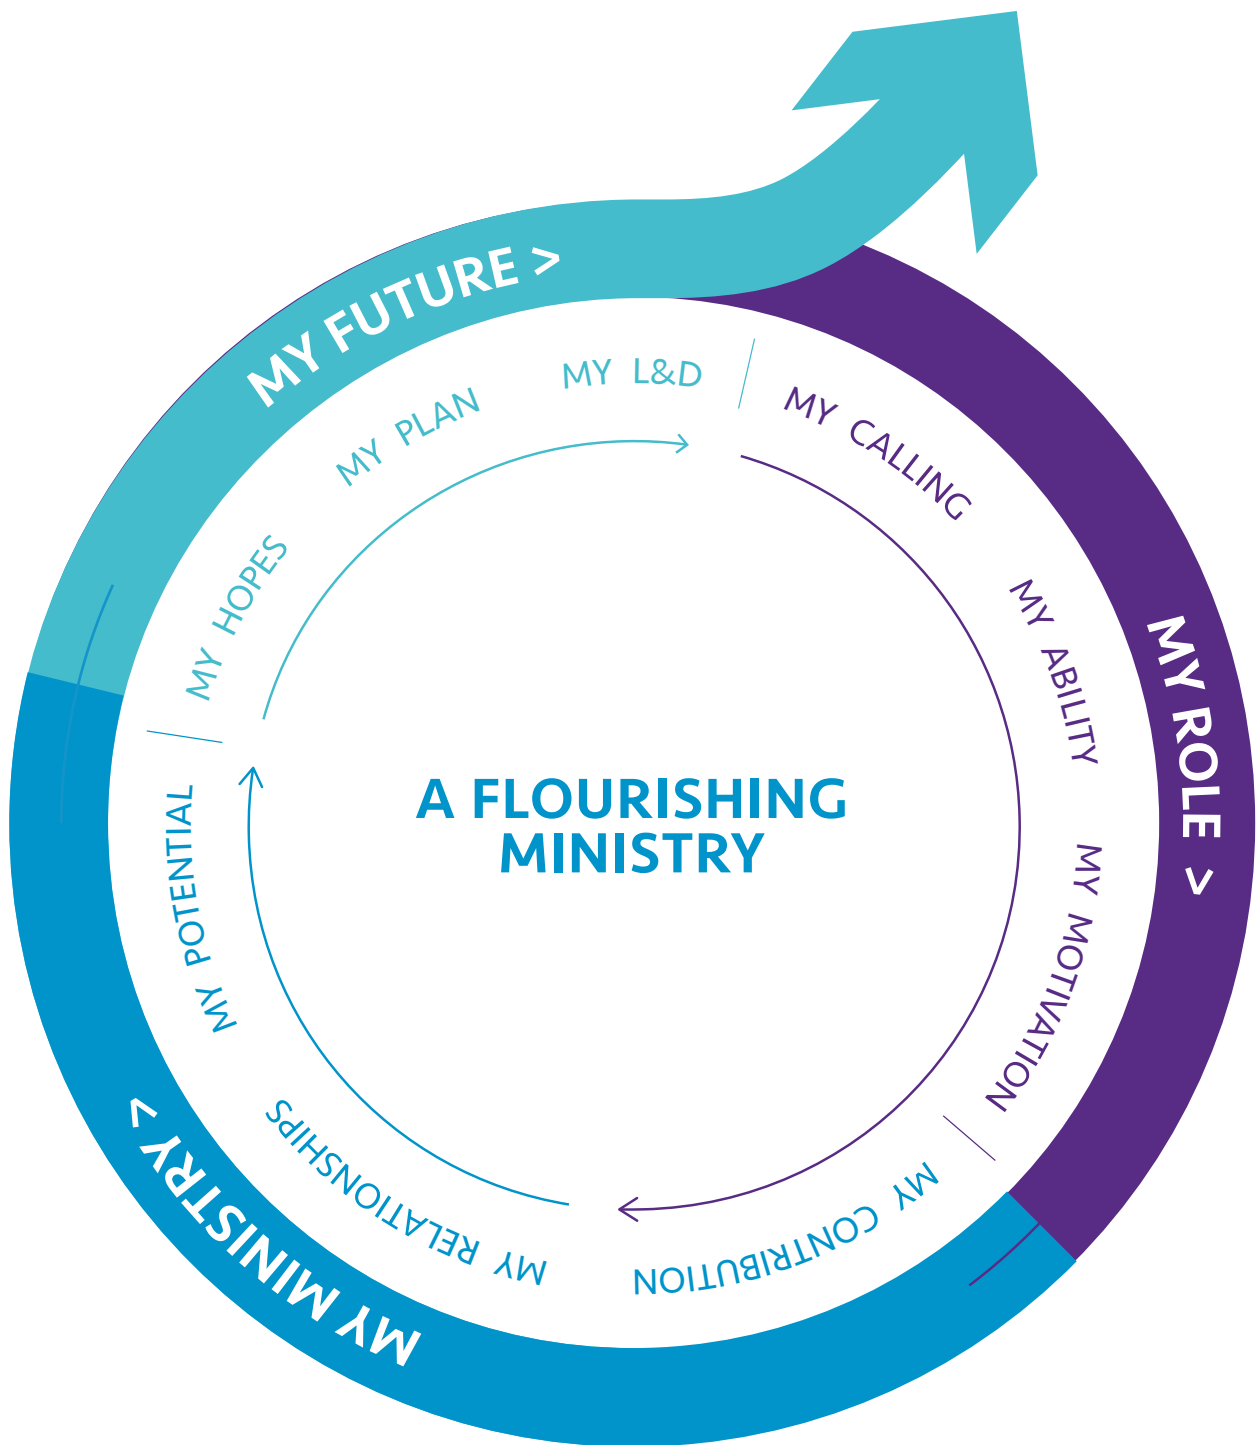 MY FUTURE >
MY ROLE >
MY MINISTRY >
MY CALLING
MY ABILITY
MY MOTIVATION
MY CONTRIBUTION
MY RELATIONSHIPS
MY POTENTIAL
MY HOPES
MY PLAN
MY L&D
A FLOURISHING
MINISTRY